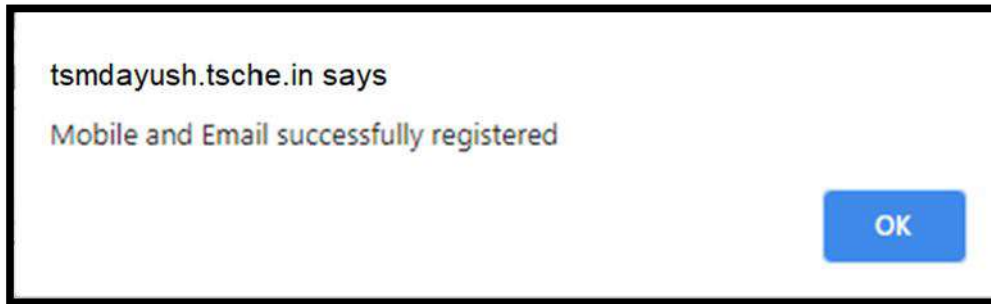 tsmdayush.tsche.in says
Mobile and Email successfully registered
OK